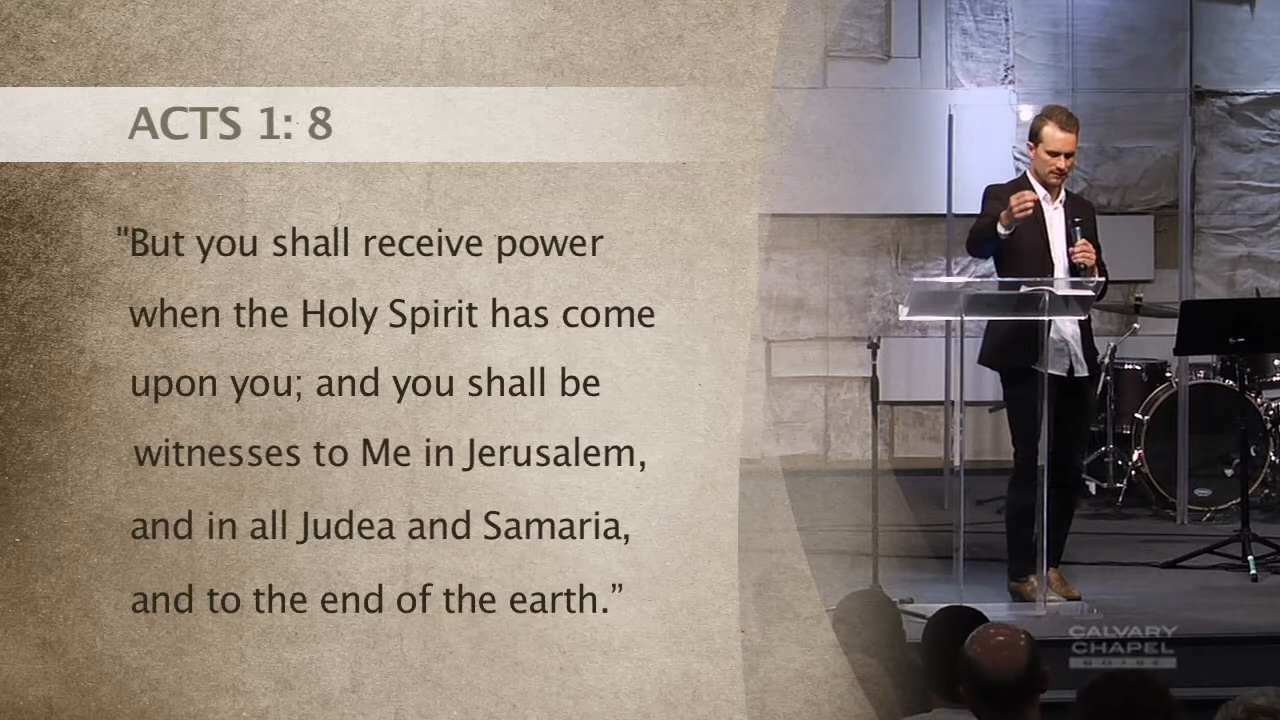 ACTS 1: 8
"But you shall receive power
when the Holy Spirit has come
upon you; and you shall be
witnesses to Me in Jerusalem,
and in all Judea and Samaria,
and to the end of the earth.”
CALVARY
CHAPEL
BOISE